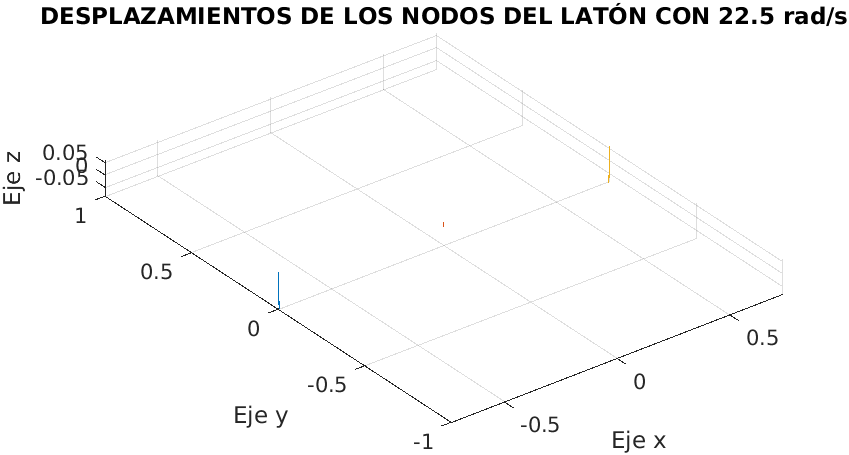 DESPLAZAMIENTOS DE LOS NODOS DEL LATÓN CON 22.5 rad/s
Eje z
0.05
0
-0.05
1
0.5
0
-0.5
-1
Eje y
-0.5
0
0.5
Eje x